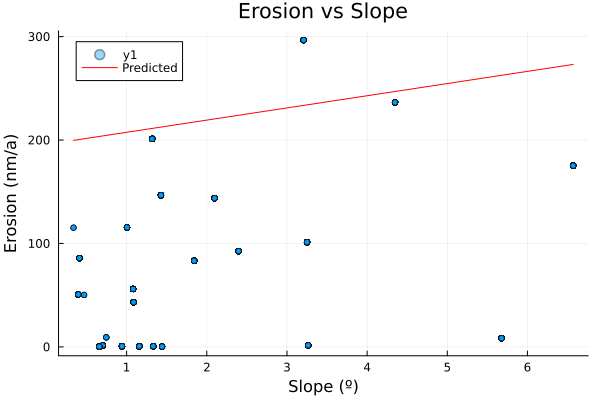 Erosion vs Slope
300
200
100
0
Erosion (nm/a)
y1
Predicted
1 2 3 4 5 6
Slope (º)